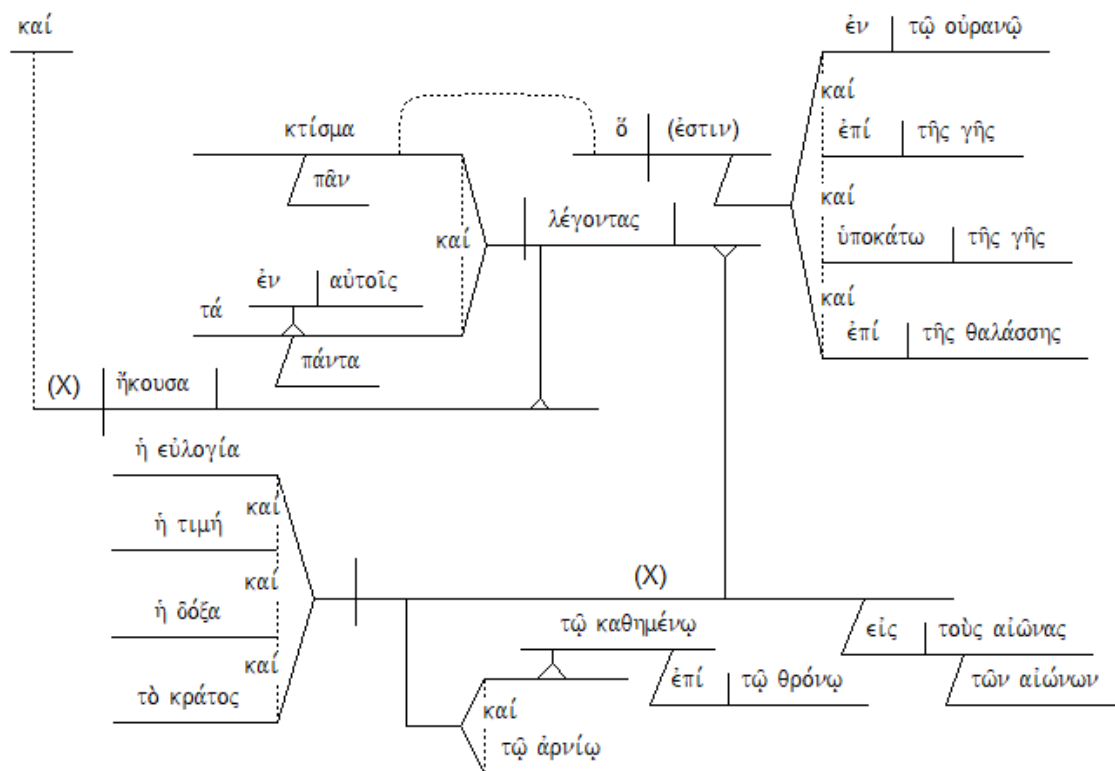 καί
ἐν τῷ οὐρανῷ
καί
κτίσμα ὅ (ἐστιν) ἐπί τῆς γῆς
πᾶν
καί
καί λέγοντας ὑποκάτω τῆς γῆς
ἐν αὐτοῖς
καί
τά ἐπί τῆς θαλάσσης
πάντα
(X) ἤκουσα
ἡ εὐλογία
καί
ἡ τιμή
καί (X)
ἡ δόξα
τῷ καθημένῳ εἰς τοὺς αἰῶνας
καί
ἐπί τῷ θρόνῳ τῶν αἰώνων
τὸ κράτος
καί
τῷ ἀρνίῳ